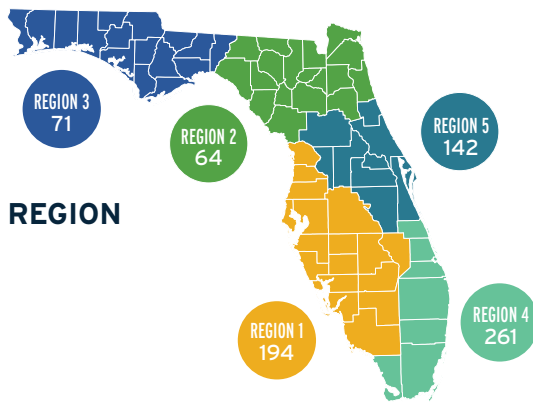 REGION 3
71
REGION 2
64
REGION 5
142
REGION
REGION 1
194
REGION 4
261